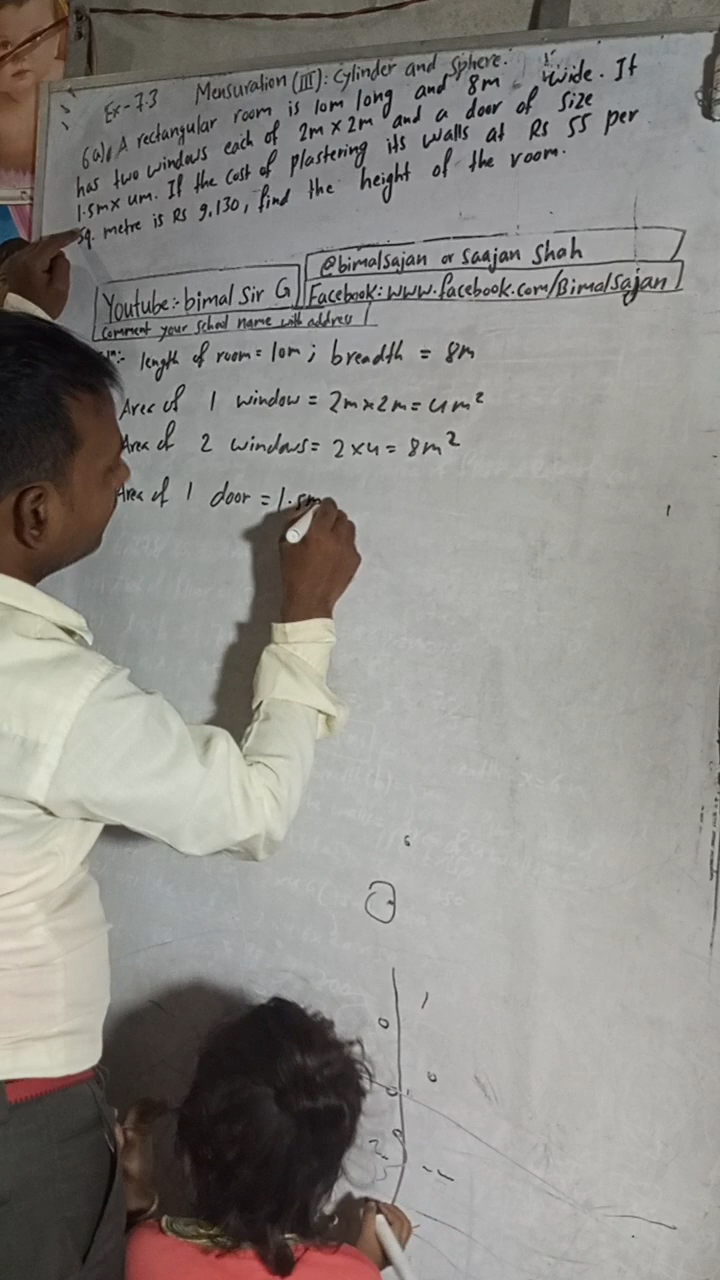 Ex-7.3 Mensuration (III): Cylinder and Sphere.
6a). A rectangular room is 10m long and 8m wide. It
has two windows each of 2m × 2m and a door of size
1.5m × 4m. If the cost of plastering its walls at Rs 55 per
sq. metre is Rs 9,130, find the height of the room.
Youtube:- bimal Sir G
@bimalsajan or Saajan Shah
Facebook: www.facebook.com/Bimalsajan
Comment your school name with address
length of room = 10m ; breadth = 8m
Area of 1 window = 2m×2m = 4m²
Area of 2 windows = 2×4 = 8m²
Area of 1 door = 1.5m